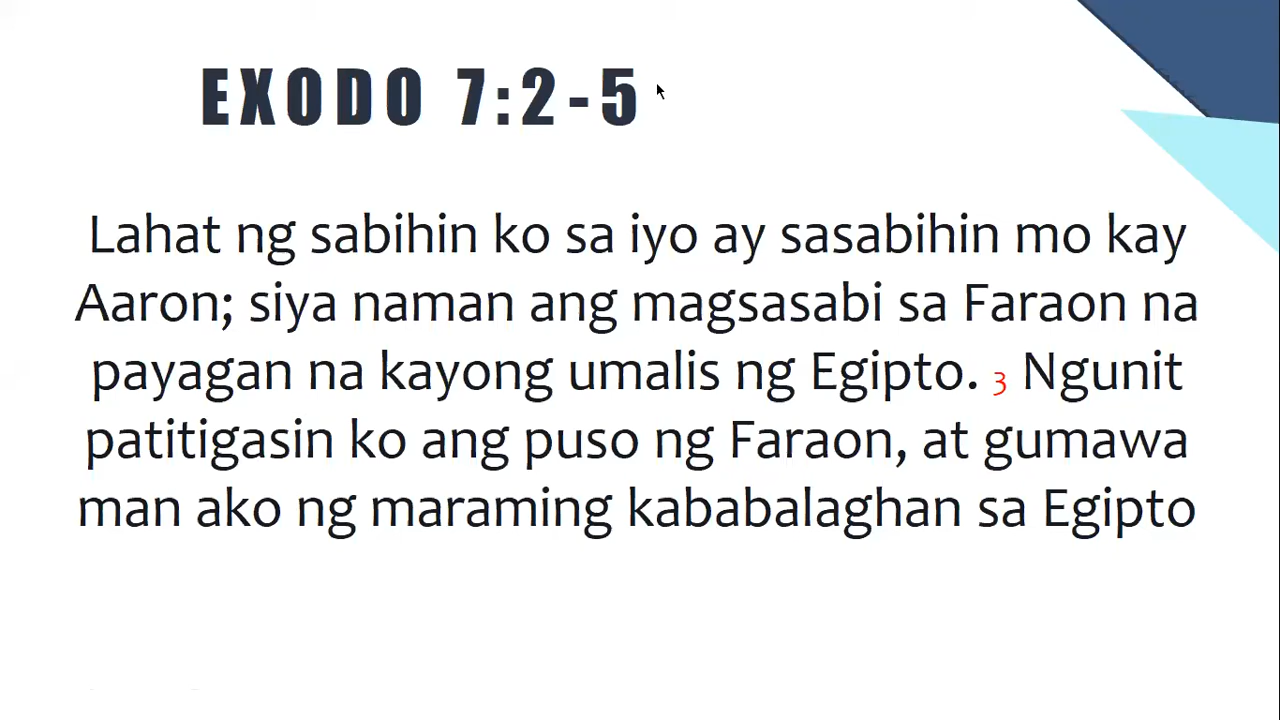 EXODO 7:2-5
Lahat ng sabihin ko sa iyo ay sasabihin mo kay
Aaron; siya naman ang magsasabi sa Faraon na
payagan na kayong umalis ng Egipto. 3 Ngunit
patitigasin ko ang puso ng Faraon, at gumawa
man ako ng maraming kababalaghan sa Egipto